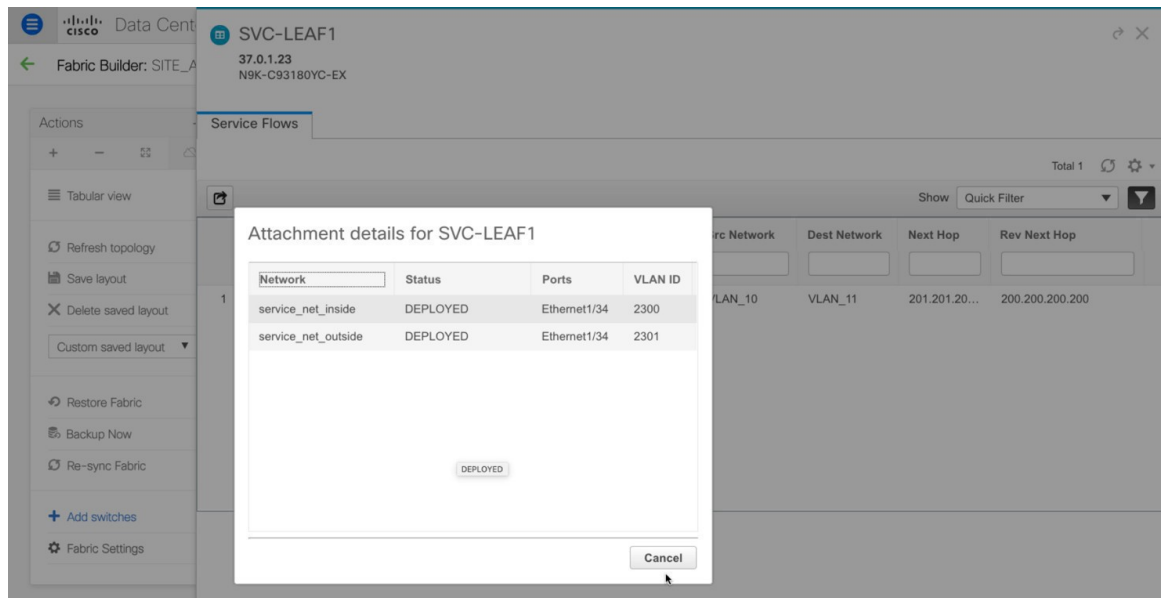 cisco Data Cent
SVC-LEAF1
37.0.1.23
N9K-C93180YC-EX
Fabric Builder: SITE_A
Actions
Service Flows
Total 1
Tabular view
Show Quick Filter
Attachment details for SVC-LEAF1
rc Network Dest Network Next Hop Rev Next Hop
Network Status Ports VLAN ID
service_net_inside DEPLOYED Ethernet1/34 2300
service_net_outside DEPLOYED Ethernet1/34 2301
1 VLAN_10 VLAN_11 201.201.20... 200.200.200.200
Refresh topology
Save layout
Delete saved layout
Custom saved layout
Restore Fabric
Backup Now
Re-sync Fabric
DEPLOYED
Add switches
Fabric Settings
Cancel